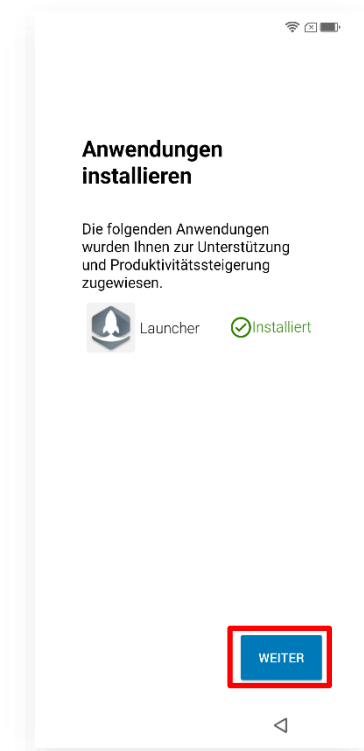 Anwendungen
installieren
Die folgenden Anwendungen
wurden Ihnen zur Unterstützung
und Produktivitätssteigerung
zugewiesen.
Launcher Installiert
WEITER